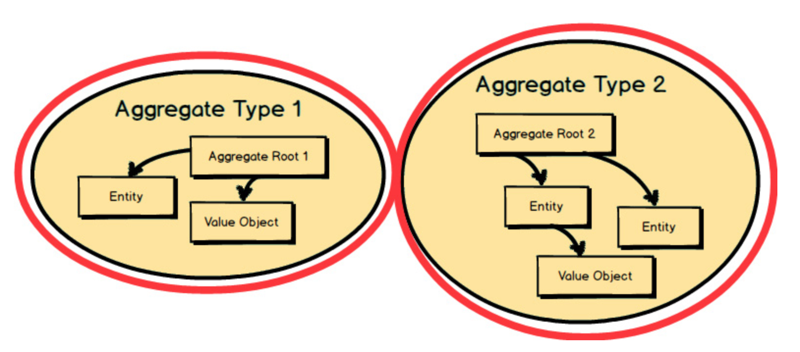 Aggregate Type 1
Aggregate Root 1
Entity
Value Object
Aggregate Type 2
Aggregate Root 2
Entity
Entity
Value Object